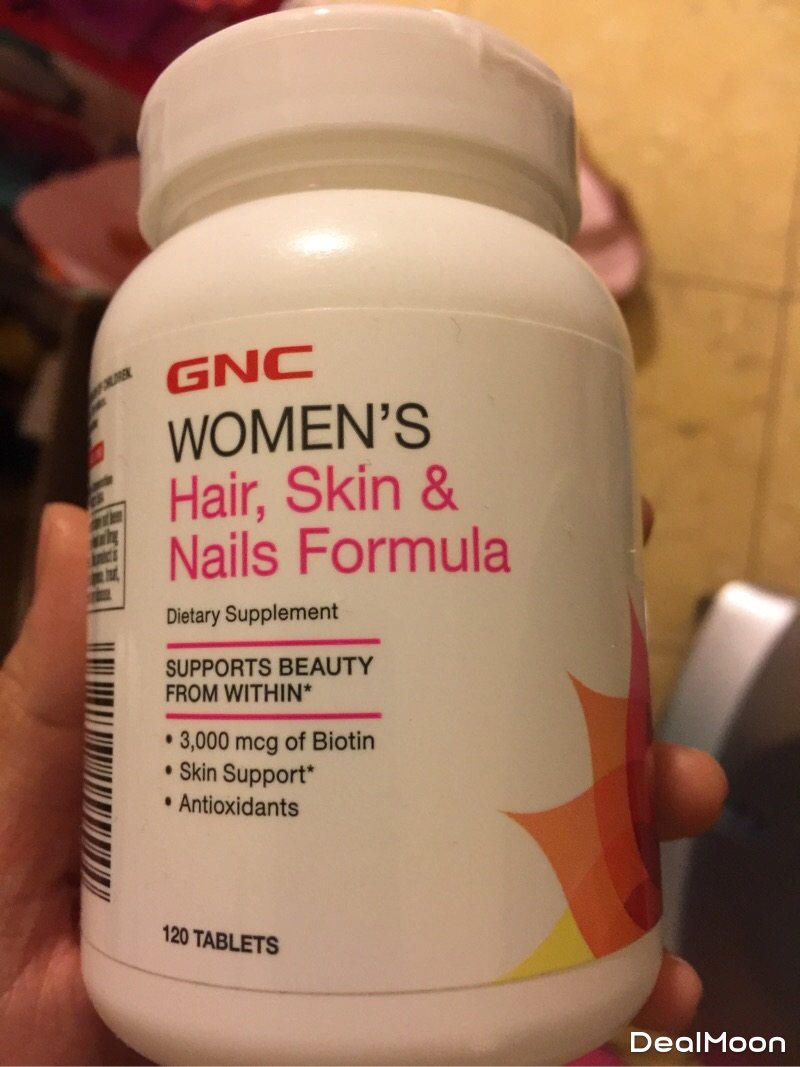 GNC
WOMEN'S
Hair, Skin &
Nails Formula
Dietary Supplement
SUPPORTS BEAUTY
FROM WITHIN*
• 3,000 mcg of Biotin
• Skin Support*
• Antioxidants
120 TABLETS
CHILDREN.
DealMoon